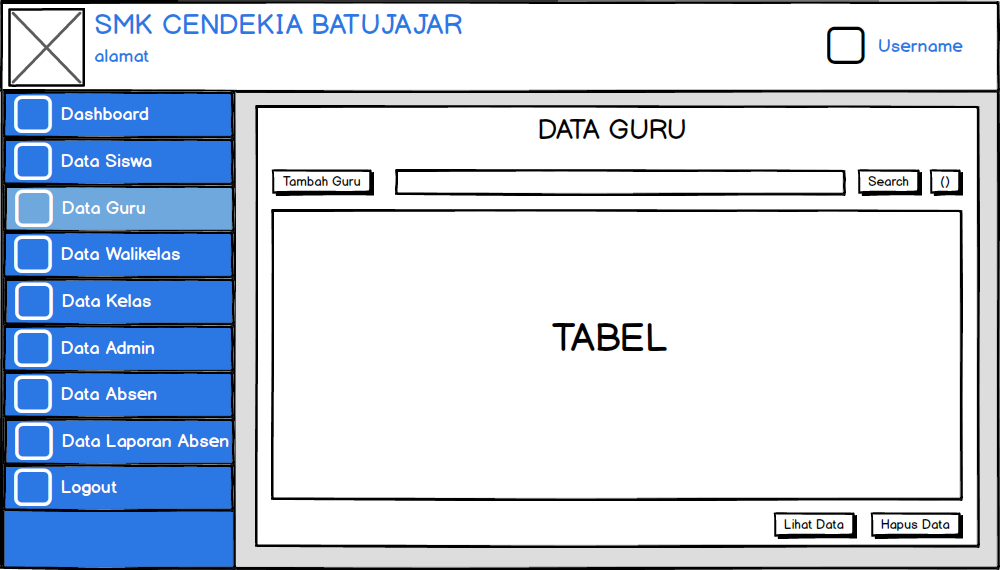 SMK CENDEKIA BATUJAJAR
alamat
Username
Dashboard
Data Siswa
Data Guru
Data Walikelas
Data Kelas
Data Admin
Data Absen
Data Laporan Absen
Logout
DATA GURU
Tambah Guru
Search
()
TABEL
Lihat Data
Hapus Data